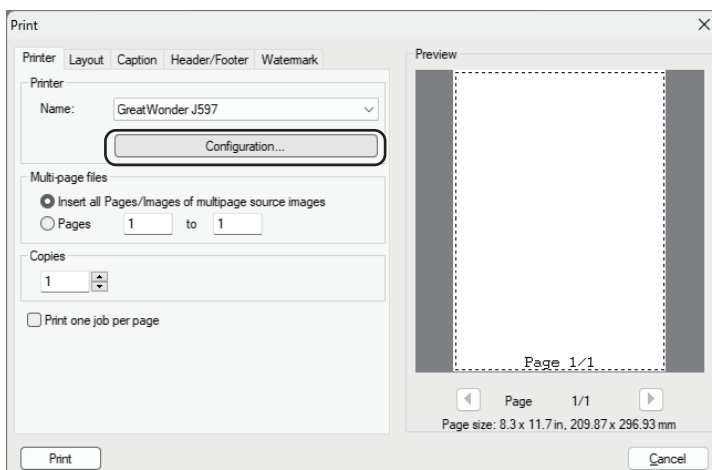 Print
Printer Layout Caption Header/Footer Watermark
Printer
Name: GreatWonder J597
Configuration...
Multi-page files
Insert all Pages/Images of multipage source images
Pages 1 to 1
Copies
1
Print one job per page
Print
Preview
Page 1/1
Page 1/1
Page size: 8.3 x 11.7 in, 209.87 x 296.93 mm
Cancel